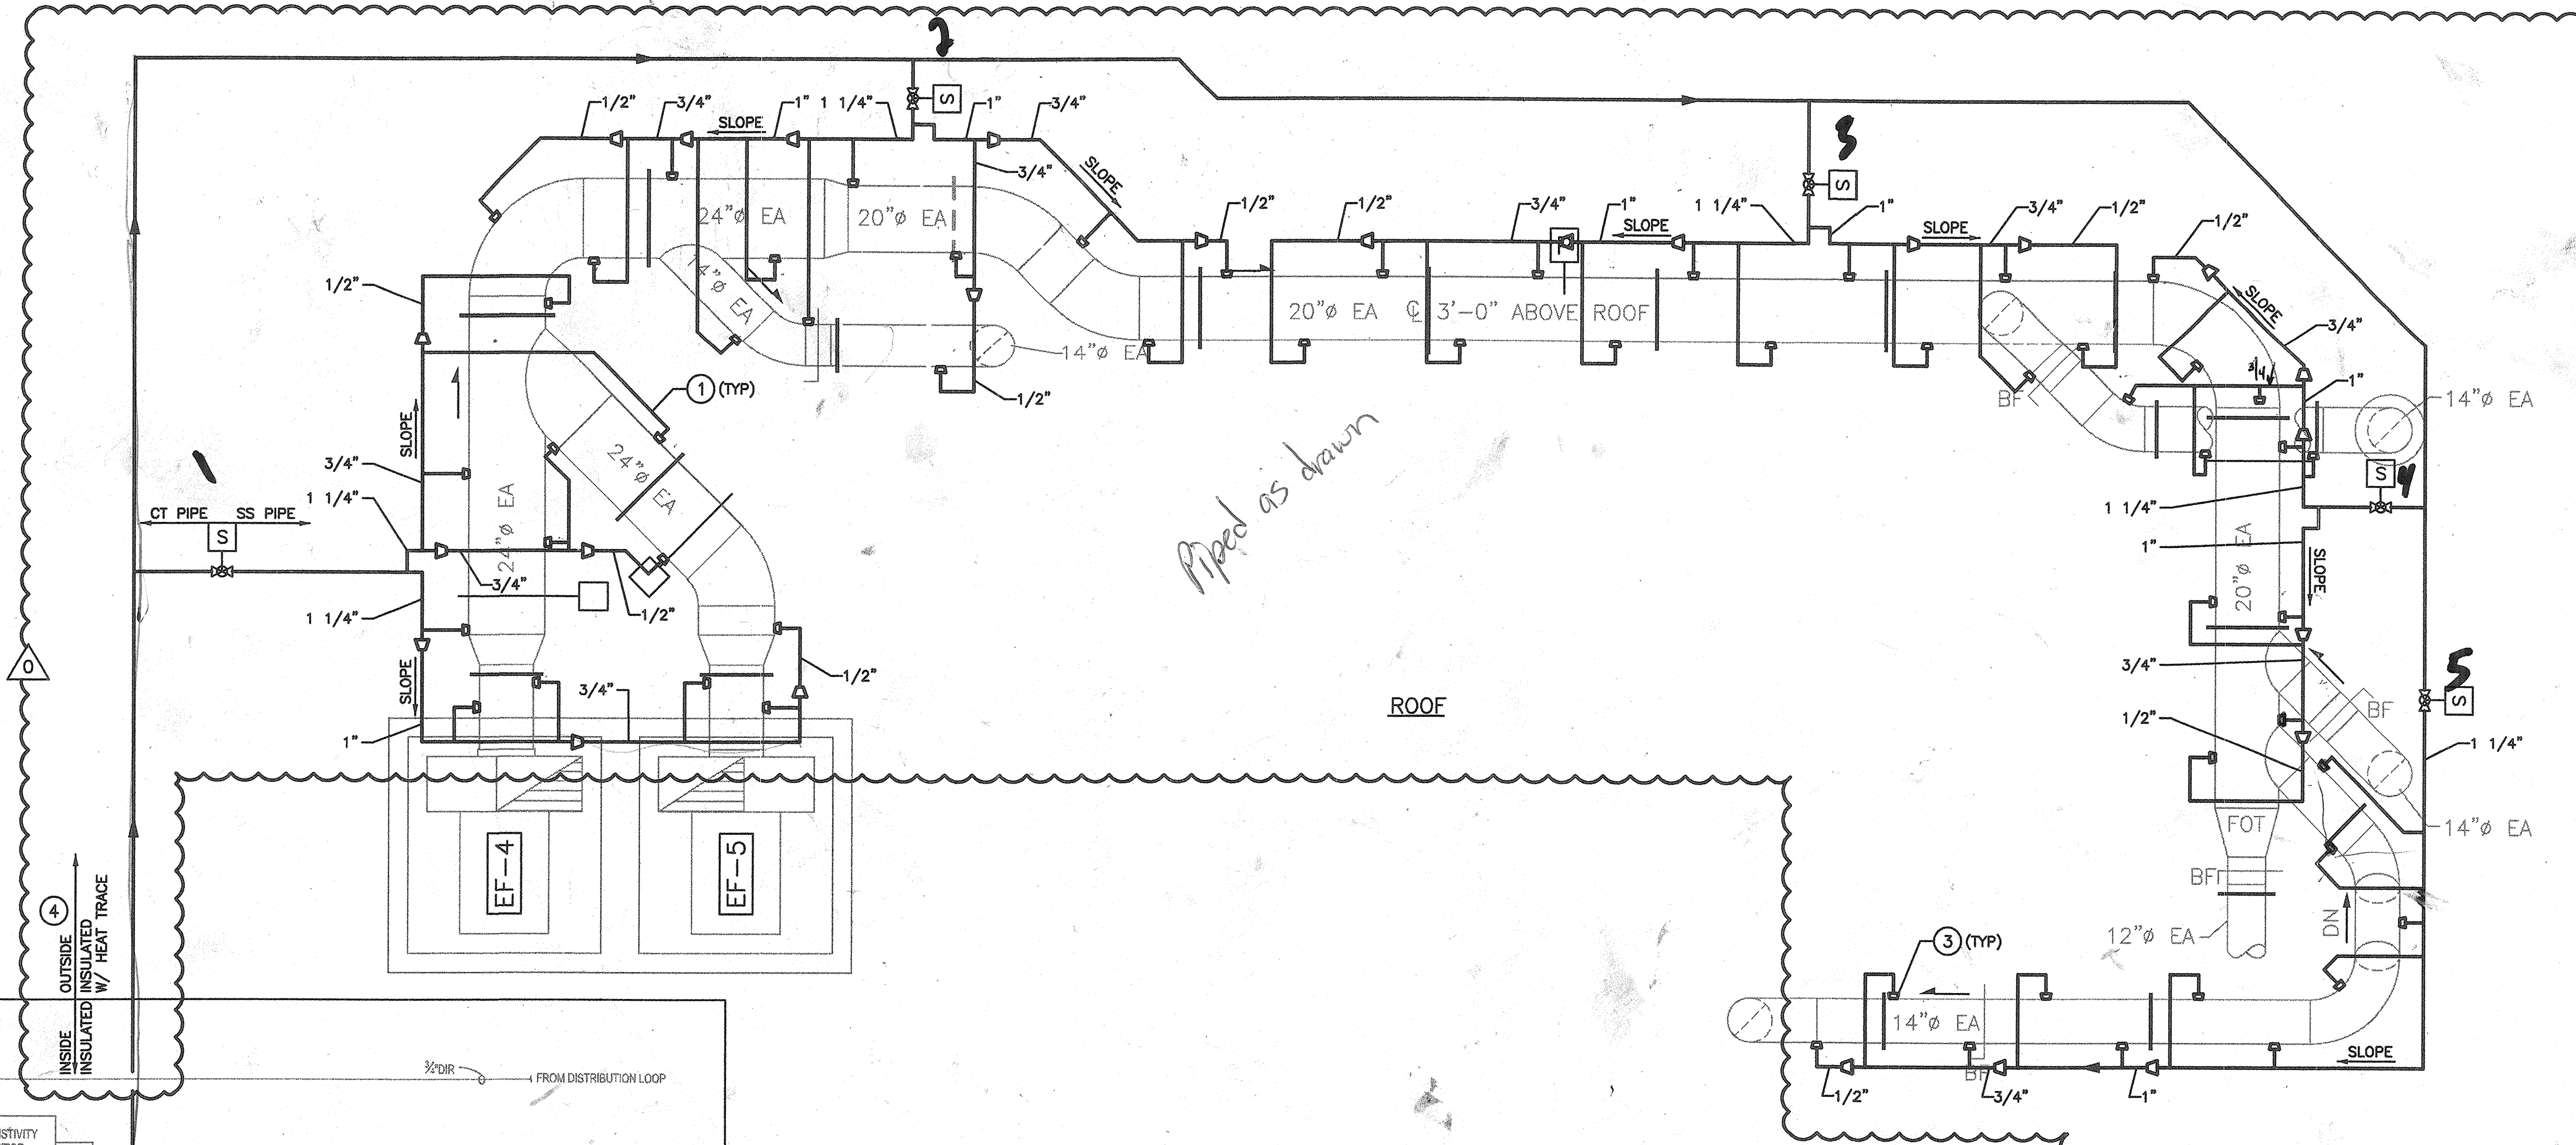 2
1/2"
3/4"
1"
1 1/4"
1"
3/4"
SLOPE
S
3/4"
SLOPE
3
S
24"ø EA
20"ø EA
1/2"
1/2"
3/4"
1"
SLOPE
1 1/4"
1"
SLOPE
3/4"
1/2"
1/2"
SLOPE
3/4"
1/2"
14"ø EA
20"ø EA ℄ 3'-0" ABOVE ROOF
14"ø EA
3/4
1"
1 (TYP)
1/2"
BF
14"ø EA
SLOPE
3/4"
24"ø EA
24"ø EA
Piped as drawn
S
4
1
1 1/4"
CT PIPE
SS PIPE
S
1 1/4"
1"
20"ø EA
SLOPE
3/4"
1/2"
1 1/4"
0
SLOPE
3/4"
1/2"
1"
ROOF
3/4"
5
S
BF
1/2"
1 1/4"
FOT
14"ø EA
EF-4
EF-5
BF
4
INSIDE
OUTSIDE
INSULATED
INSULATED
W/ HEAT TRACE
12"ø EA
DN
3 (TYP)
14"ø EA
SLOPE
BF
3/4"DIR
FROM DISTRIBUTION LOOP
1/2"
3/4"
1"